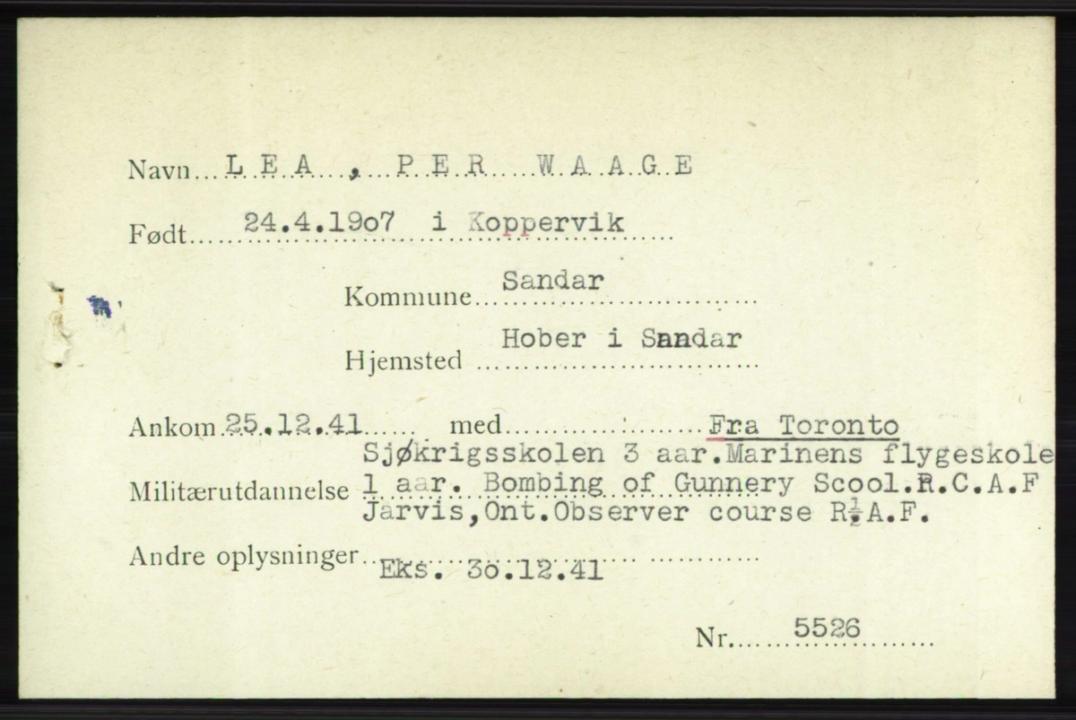 Navn... L E A , P E R W A A G E
Født... 24.4.19o7 i Koppervik
Kommune... Sandar
Hjemsted ... Hober i Sandar
Ankom 25.12.41 med... Fra Toronto
Sjøkrigsskolen 3 aar.Marinens flygeskole
Militærutdannelse 1 aar. Bombing of Gunnery Scool.R.C.A.F
Jarvis,Ont.Observer course R.A.F.
Andre oplysninger...
Eks. 3o.12.41
Nr.... 5526